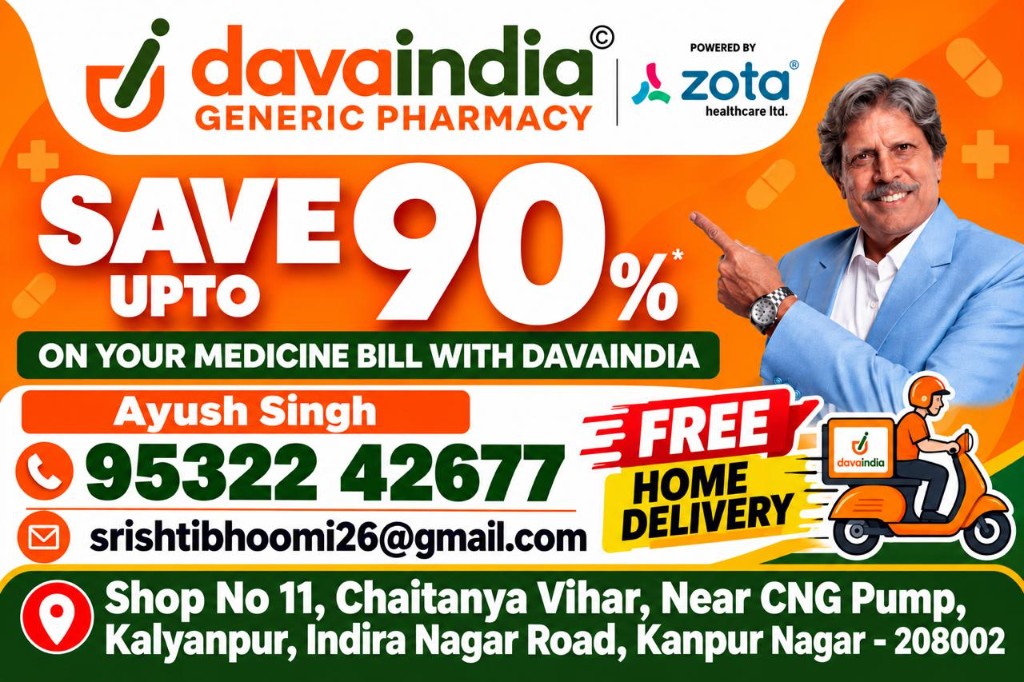 davaindia©
GENERIC PHARMACY
POWERED BY
zota®
healthcare ltd.
SAVE
UPTO
90%*
ON YOUR MEDICINE BILL WITH DAVAINDIA
Ayush Singh
95322 42677
srishtibhoomi26@gmail.com
FREE
HOME
DELIVERY
davaindia
Shop No 11, Chaitanya Vihar, Near CNG Pump,
Kalyanpur, Indira Nagar Road, Kanpur Nagar - 208002